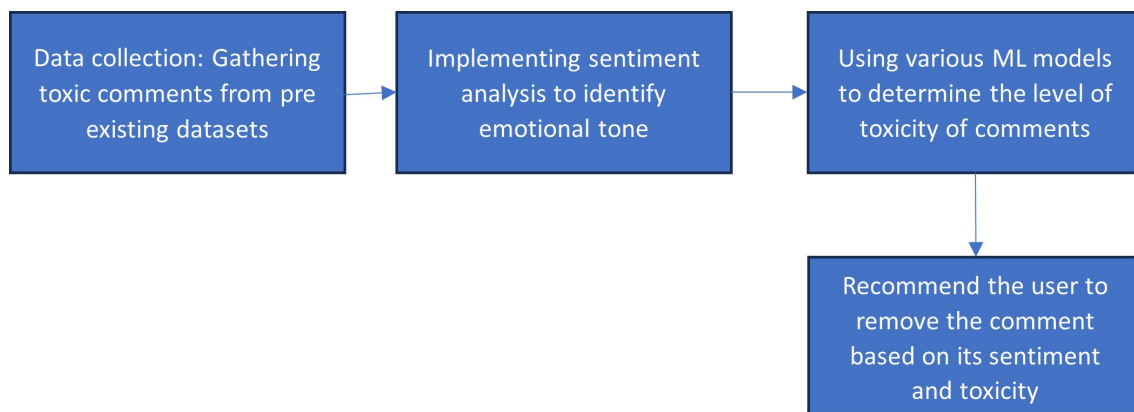 Data collection: Gathering
toxic comments from pre
existing datasets
Implementing sentiment
analysis to identify
emotional tone
Using various ML models
to determine the level of
toxicity of comments
Recommend the user to
remove the comment
based on its sentiment
and toxicity